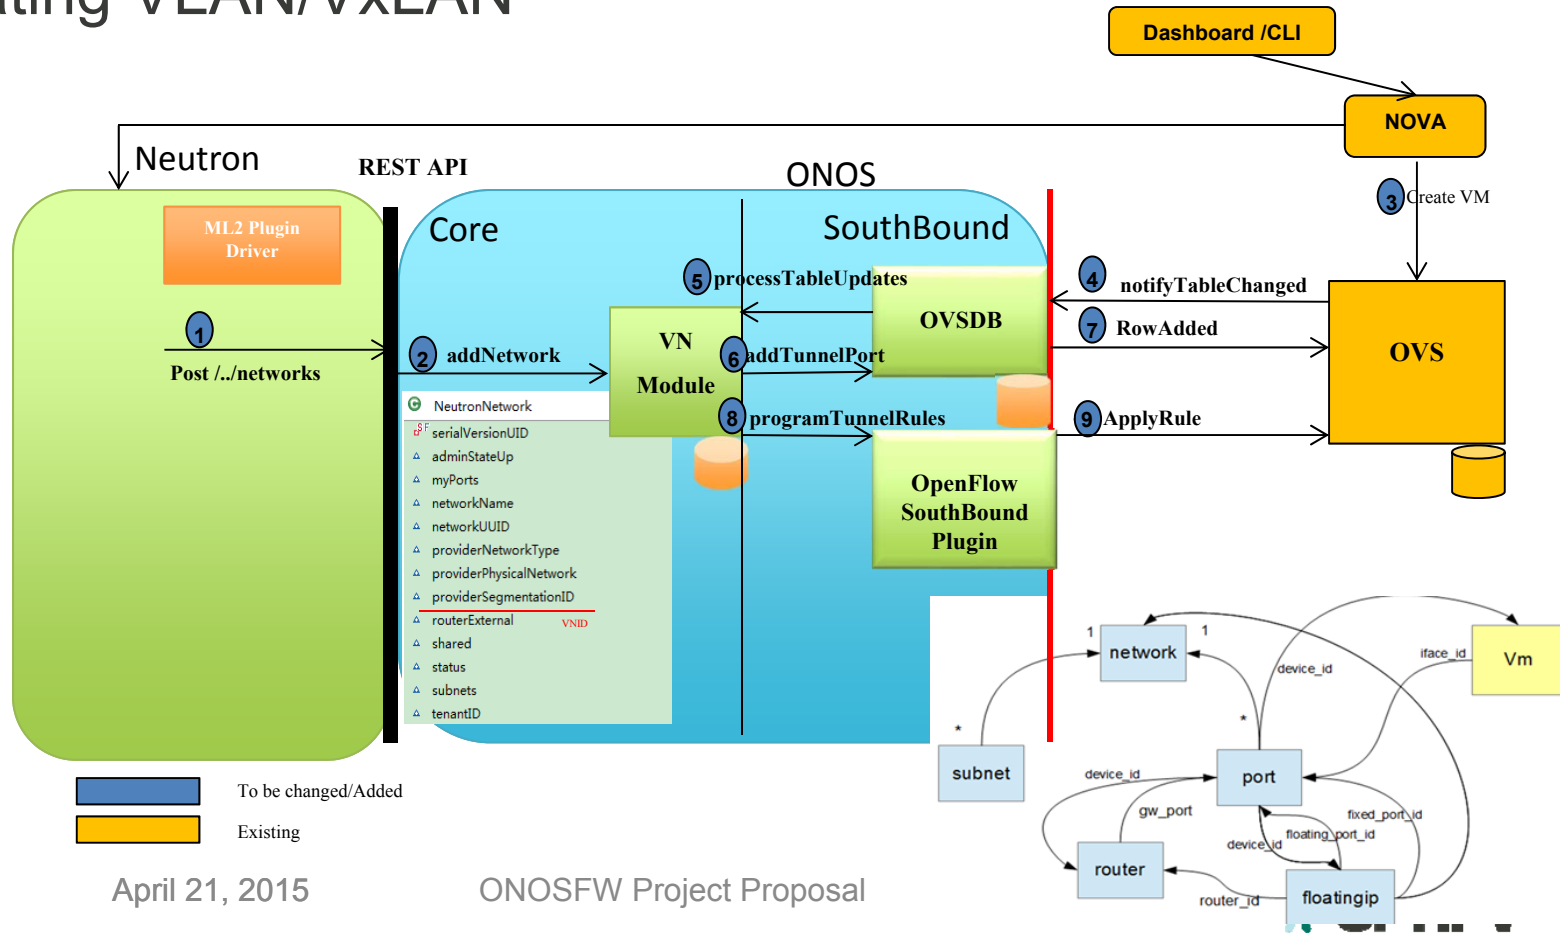 VLAN/VxLAN
Dashboard /CLI
NOVA
Neutron
REST API
ONOS
3
Create VM
ML2 Plugin
Driver
Core
SouthBound
5
processTableUpdates
4
notifyTableChanged
OVSDB
7
RowAdded
OVS
1
Post /../networks
2
addNetwork
VN
Module
6
addTunnelPort
8
programTunnelRules
9
ApplyRule
OpenFlow
SouthBound
Plugin
NeutronNetwork
serialVersionUID
adminStateUp
myPorts
networkName
networkUUID
providerNetworkType
providerPhysicalNetwork
providerSegmentationID
routerExternal
VNID
shared
status
subnets
tenantID
1
network
1
device_id
iface_id
Vm
*
*
subnet
device_id
port
gw_port
fixed_port_id
floating_port_id
device_id
router
router_id
floatingip
To be changed/Added
Existing
April 21, 2015
ONOSFW Project Proposal